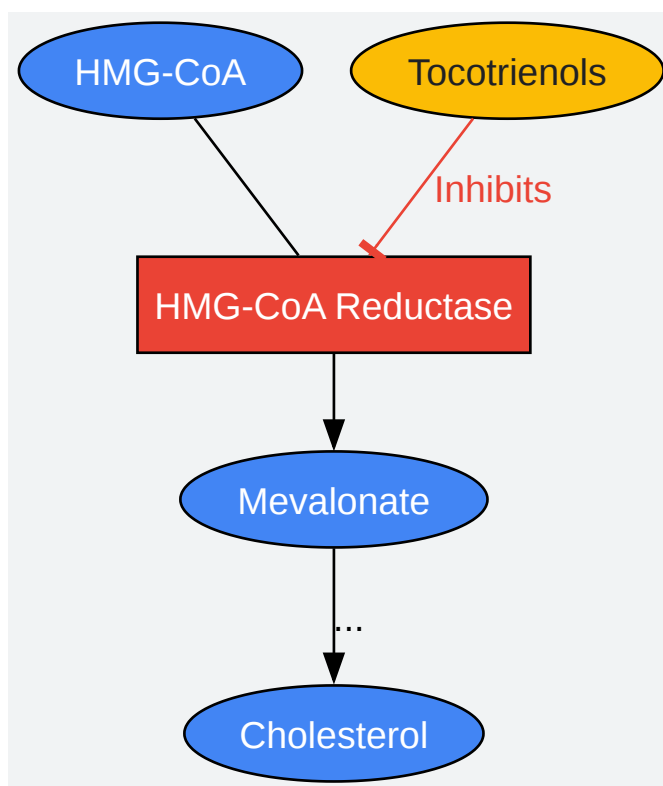 HMG-CoA
Tocotrienols
Inhibits
HMG-CoA Reductase
Mevalonate
...
Cholesterol